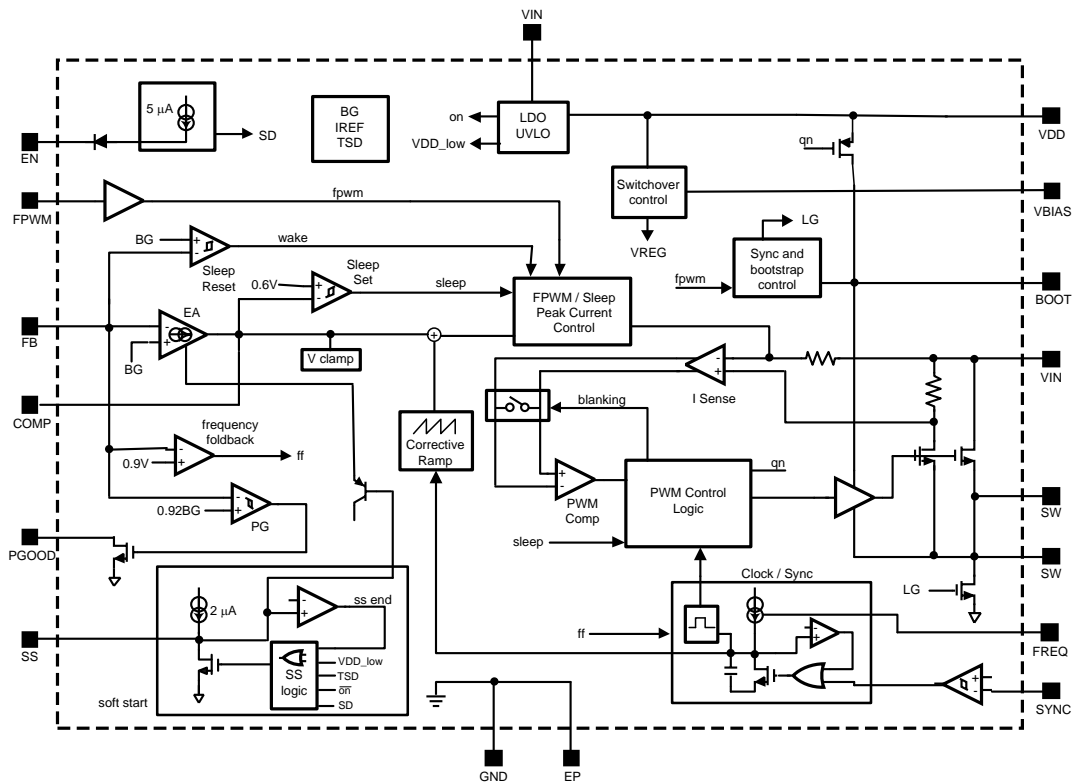 VIN
5 μA
SD
EN
BG
IREF
TSD
on
VDD_low
LDO
UVLO
VDD
qn
FPWM
fpwm
Switchover
control
VREG
VBIAS
LG
BG
+
-
wake
Sleep
Reset
0.6V
+
-
Sleep
Set
sleep
fpwm
Sync and
bootstrap
control
BOOT
FPWM / Sleep
Peak Current
Control
FB
-
+
EA
BG
V clamp
+
-
+
I Sense
VIN
COMP
blanking
Corrective
Ramp
frequency
foldback
-
+
0.9V
ff
-
+
0.92BG
PG
+
-
PWM
Comp
PWM Control
Logic
qn
SW
PGOOD
sleep
SW
Clock / Sync
LG
2 μA
-
+
ss end
SS
ff
-
+
FREQ
SS
logic
VDD_low
TSD
on
SD
soft start
+
-
SYNC
GND
EP